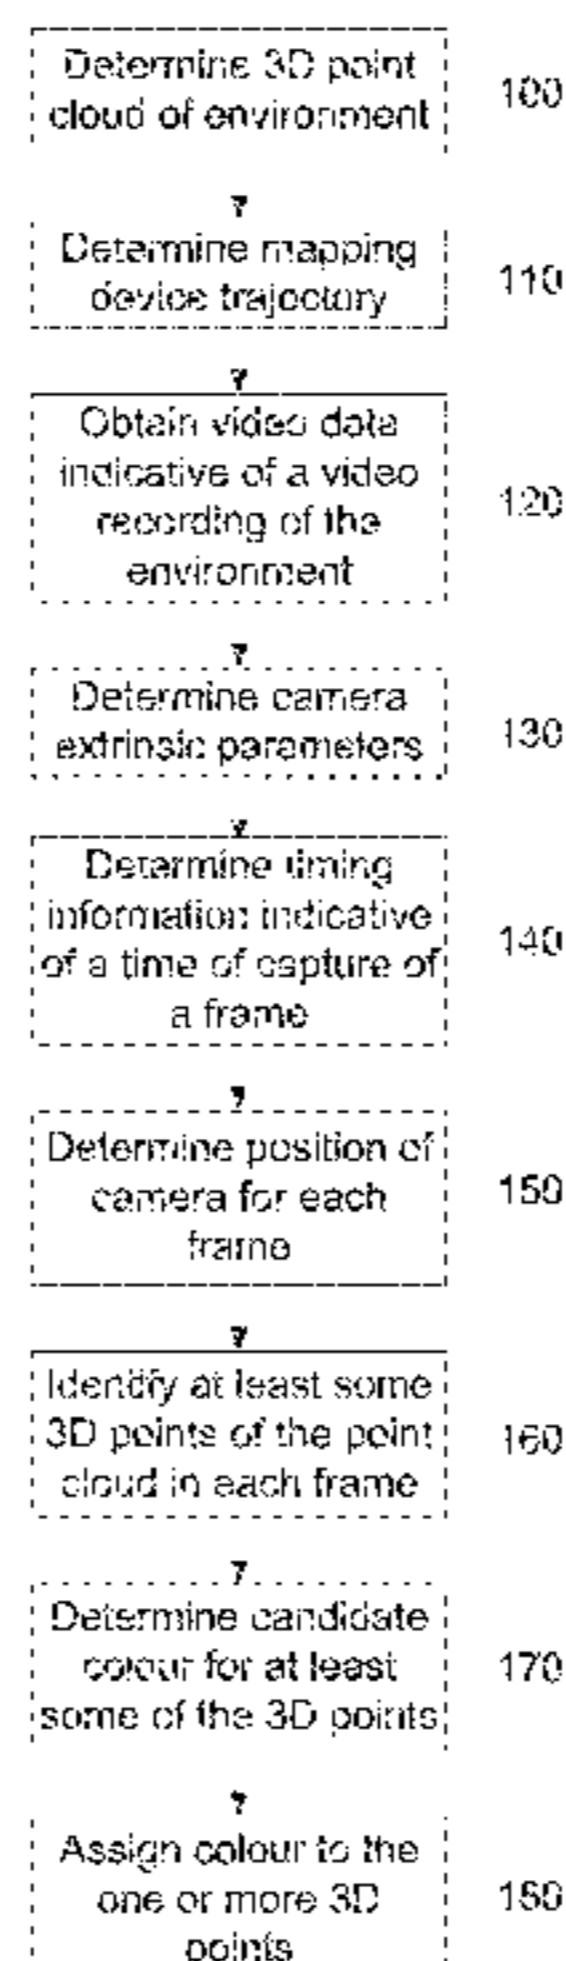 Determine 3D point
cloud of environment
100
Determine mapping
device trajectory
110
Obtain video data
indicative of a video
recording of the
environment
120
Determine camera
extrinsic parameters
130
Determine timing
information indicative
of a time of capture of
a frame
140
Determine position of
camera for each
frame
150
Identify at least some
3D points of the point
cloud in each frame
160
Determine candidate
colour for at least
some of the 3D points
170
Assign colour to the
one or more 3D
points